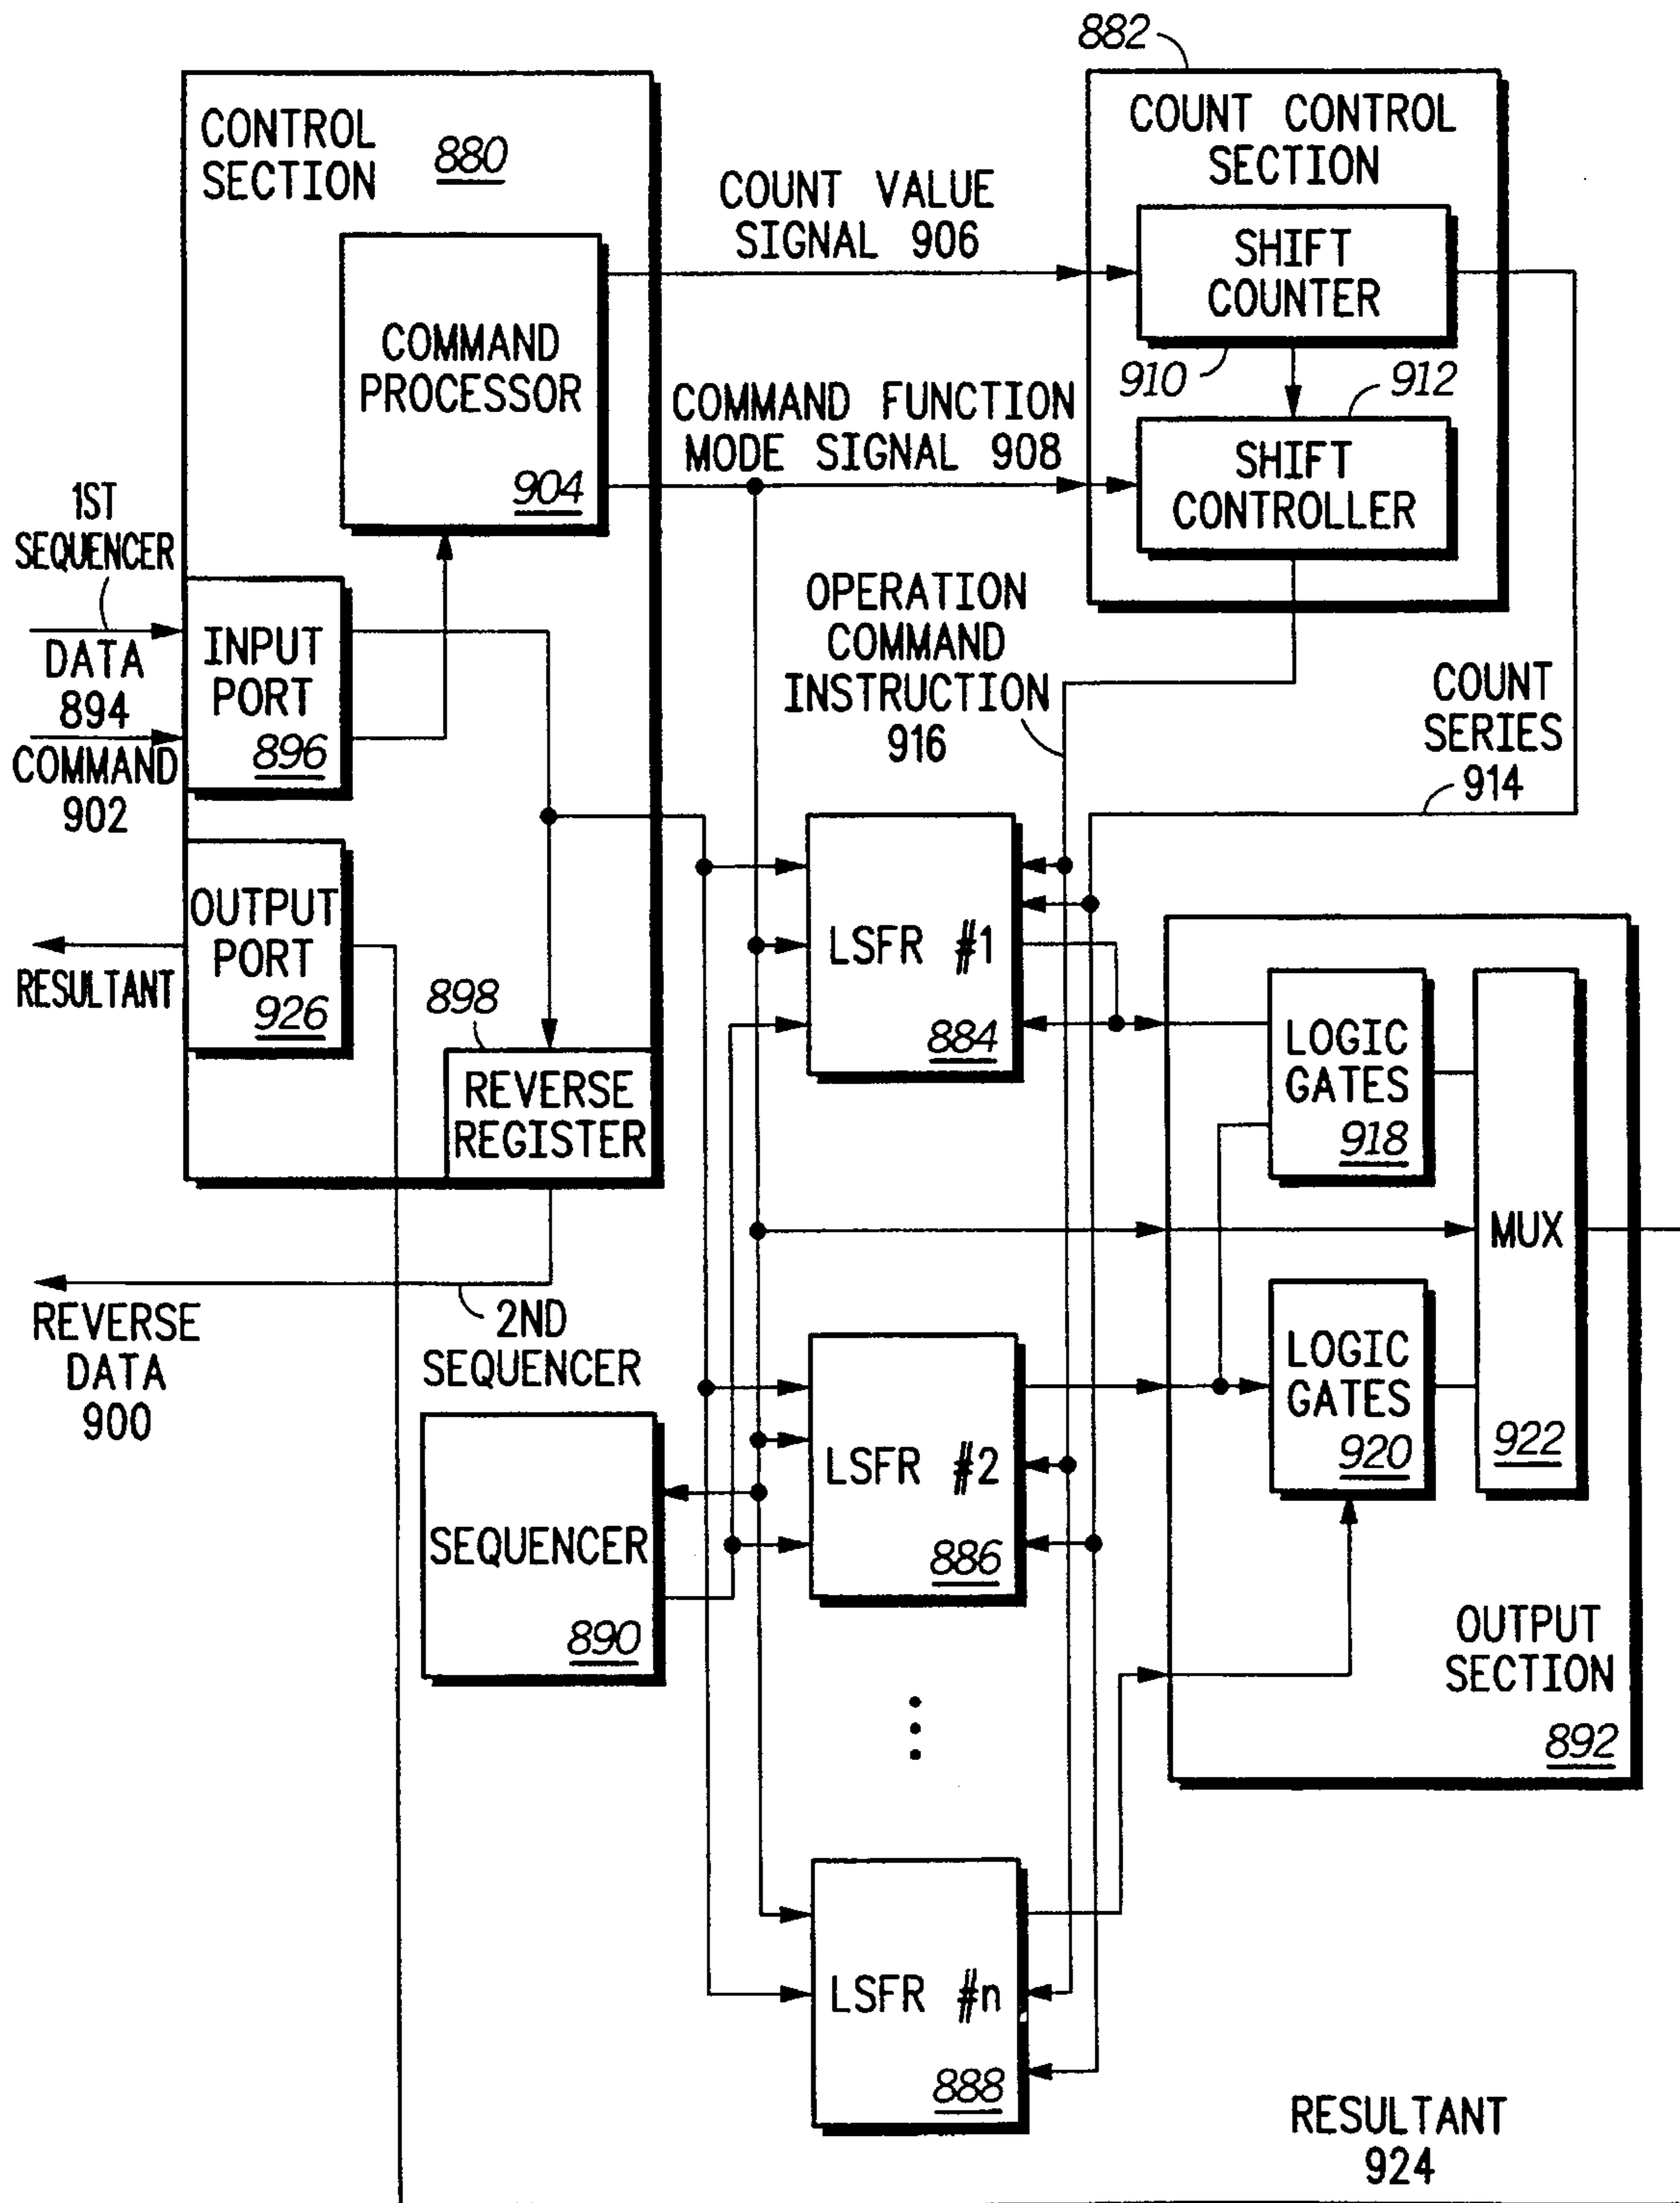 882
CONTROL
SECTION
880
COUNT CONTROL
SECTION
COUNT VALUE
SIGNAL 906
SHIFT
COUNTER
COMMAND
PROCESSOR
904
910
912
COMMAND FUNCTION
MODE SIGNAL 908
SHIFT
CONTROLLER
1ST
SEQUENCER
DATA
894
COMMAND
902
INPUT
PORT
896
OPERATION
COMMAND
INSTRUCTION
916
COUNT
SERIES
914
OUTPUT
PORT
926
RESULTANT
898
REVERSE
REGISTER
LSFR #1
884
LOGIC
GATES
918
MUX
922
REVERSE
DATA
900
2ND
SEQUENCER
LSFR #2
886
LOGIC
GATES
920
SEQUENCER
890
OUTPUT
SECTION
892
LSFR #n
888
RESULTANT
924